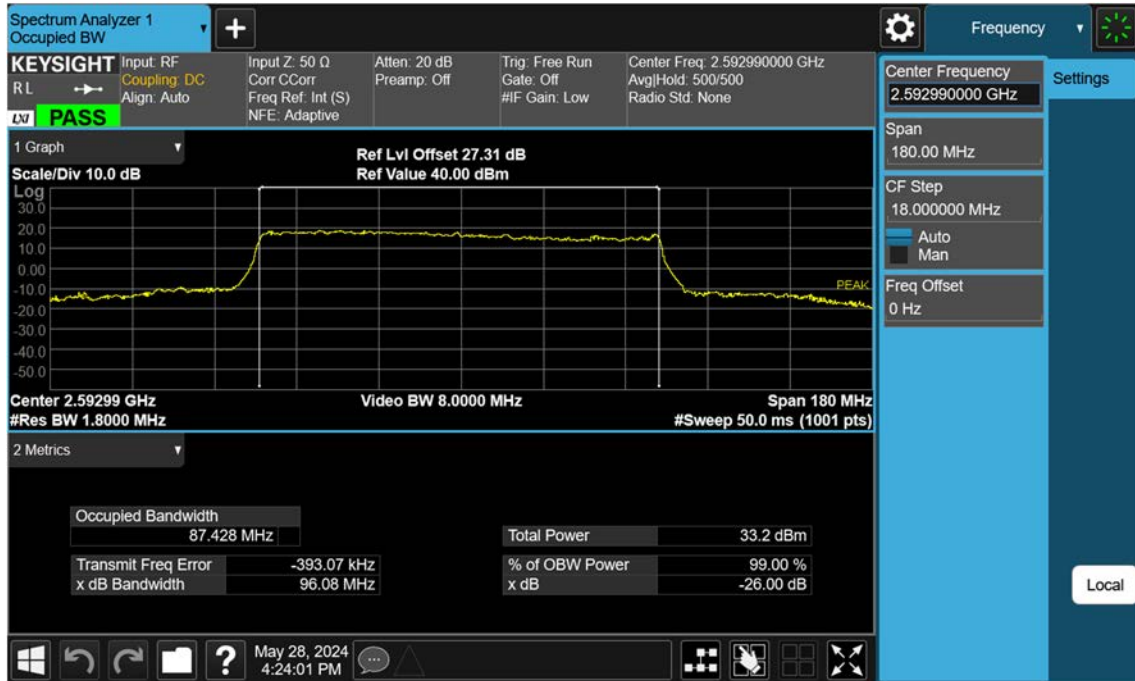 Spectrum Analyzer 1
Occupied BW
+
Frequency
KEYSIGHT
R L
LXI PASS
Input: RF
Coupling: DC
Align: Auto
Input Z: 50 Ω
Corr CCorr
Freq Ref: Int (S)
NFE: Adaptive
Atten: 20 dB
Preamp: Off
Trig: Free Run
Gate: Off
#IF Gain: Low
Center Freq: 2.592990000 GHz
Avg|Hold: 500/500
Radio Std: None
Center Frequency
2.592990000 GHz
Settings
Span
180.00 MHz
CF Step
18.000000 MHz
Auto
Man
Freq Offset
0 Hz
Local
1 Graph
Scale/Div 10.0 dB
Ref Lvl Offset 27.31 dB
Ref Value 40.00 dBm
Log
30.0
20.0
10.0
0.00
-10.0
-20.0
-30.0
-40.0
-50.0
PEAK
Center 2.59299 GHz
Video BW 8.0000 MHz
Span 180 MHz
#Res BW 1.8000 MHz
#Sweep 50.0 ms (1001 pts)
2 Metrics
Occupied Bandwidth
87.428 MHz
Total Power 33.2 dBm
Transmit Freq Error -393.07 kHz
% of OBW Power 99.00 %
x dB Bandwidth 96.08 MHz
x dB -26.00 dB
?
May 28, 2024
4:24:01 PM